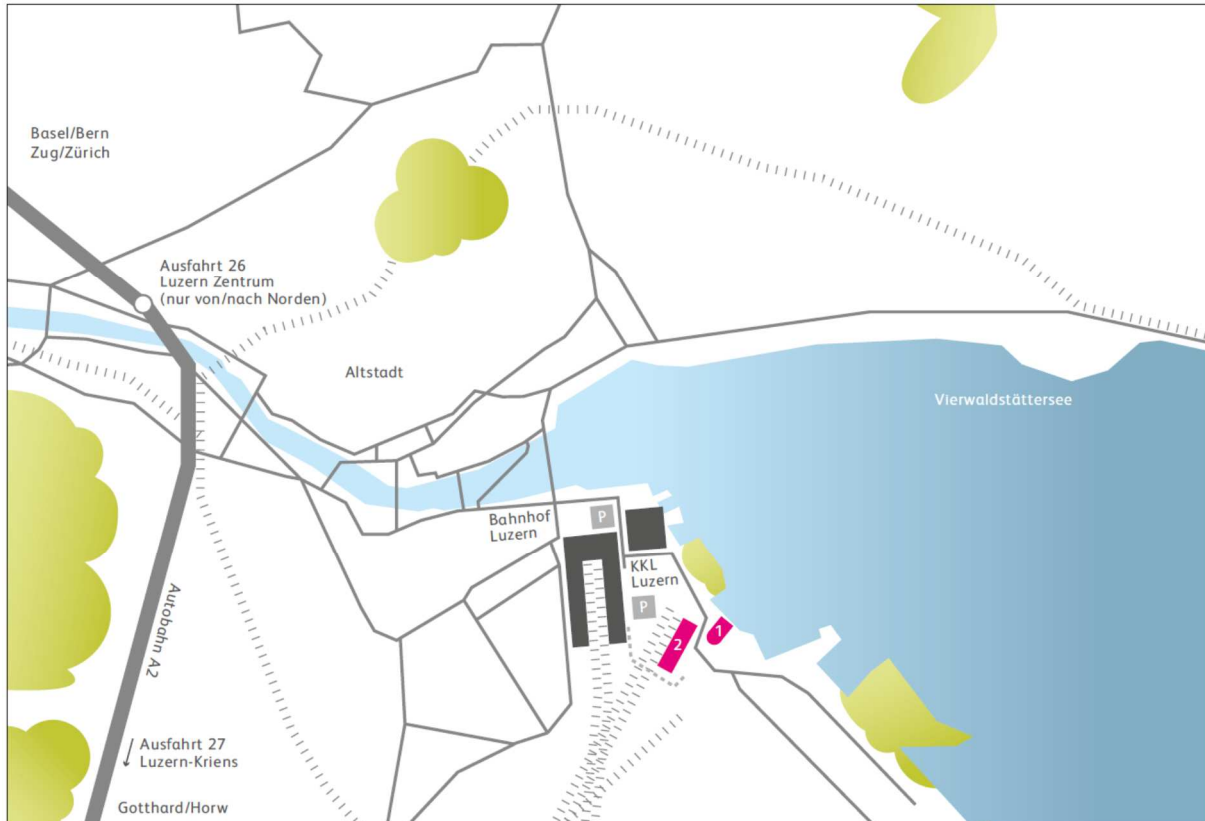 Basel/Bern
Zug/Zürich
Ausfahrt 26
Luzern Zentrum
(nur von/nach Norden)
Altstadt
Vierwaldstättersee
Bahnhof
Luzern
P
KKL
Luzern
P
1
2
Autobahn A2
Ausfahrt 27
Luzern-Kriens
Gotthard/Horw